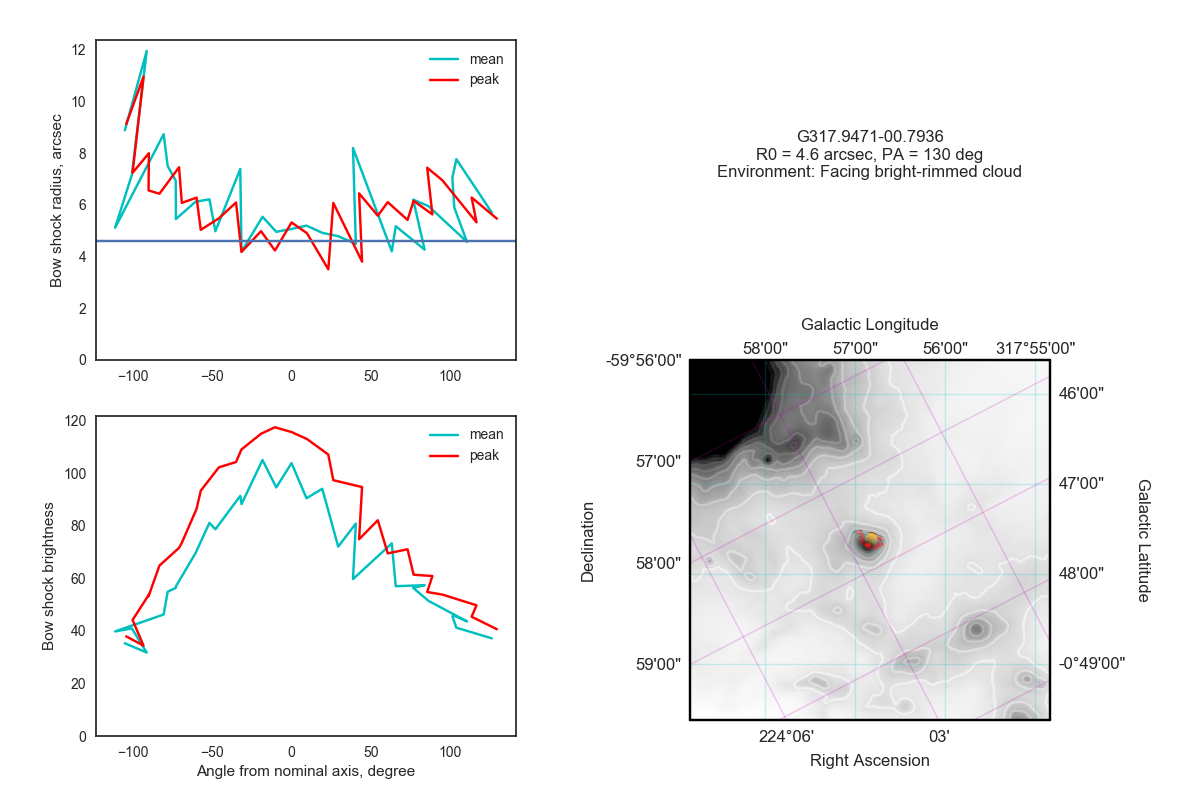 12
10
8
6
4
2
0
Bow shock radius, arcsec
mean
peak
−100
−50
0
50
100
120
100
80
60
40
20
0
Bow shock brightness
mean
peak
−100
−50
0
50
100
Angle from nominal axis, degree
G317.9471-00.7936
R0 = 4.6 arcsec, PA = 130 deg
Environment: Facing bright-rimmed cloud
Galactic Longitude
58'00"
57'00"
56'00"
317°55'00"
-59°56'00"
57'00"
58'00"
59'00"
Declination
46'00"
47'00"
48'00"
-0°49'00"
Galactic Latitude
224°06'
03'
Right Ascension